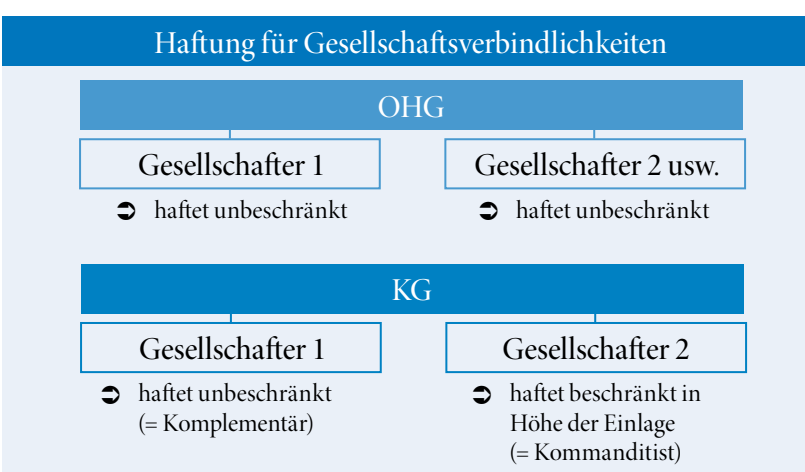 Haftung für Gesellschaftsverbindlichkeiten
OHG
Gesellschafter 1
➲ haftet unbeschränkt
Gesellschafter 2 usw.
➲ haftet unbeschränkt
KG
Gesellschafter 1
➲ haftet unbeschränkt
(= Komplementär)
Gesellschafter 2
➲ haftet beschränkt in
Höhe der Einlage
(= Kommanditist)